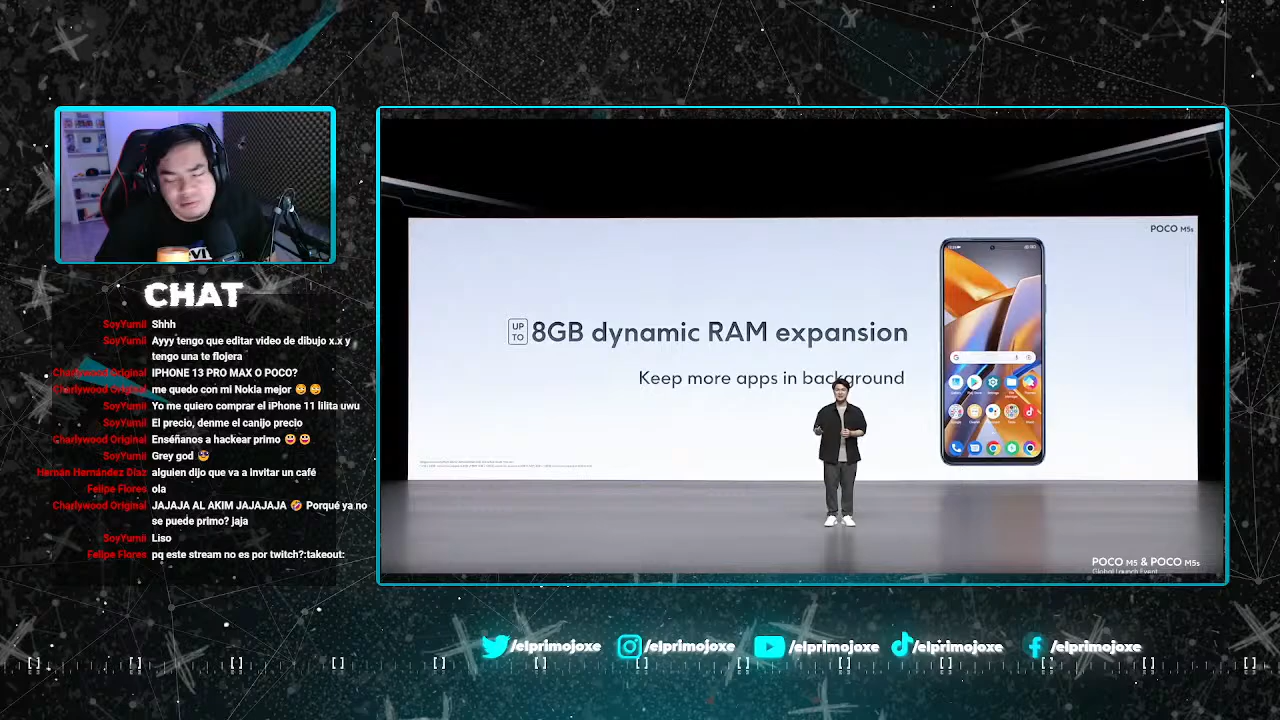 CHAT
SoyYumii Shhh
SoyYumii Ayyy tengo que editar video de dibujo x.x y
tengo una te flojera
Charlywood Original IPHONE 13 PRO MAX O POCO?
Charlywood Original me quedo con mi Nokia mejor
SoyYumii Yo me quiero comprar el iPhone 11 lilita uwu
SoyYumii El precio, denme el canijo precio
Charlywood Original Enséñanos a hackear primo
SoyYumii Grey god
Hernán Hernández Díaz alguien dijo que va a invitar un café
Felipe Flores ola
Charlywood Original JAJAJA AL AKIM JAJAJAJA 🤣 Porqué ya no
se puede primo? jaja
SoyYumii Liso
Felipe Flores pq este stream no es por twitch?:takeout:
POCO M5s
UP TO 8GB dynamic RAM expansion
Keep more apps in background
POCO M5 & POCO M5s
Global Launch Event
/elprimojoxe /elprimojoxe /elprimojoxe /elprimojoxe /elprimojoxe